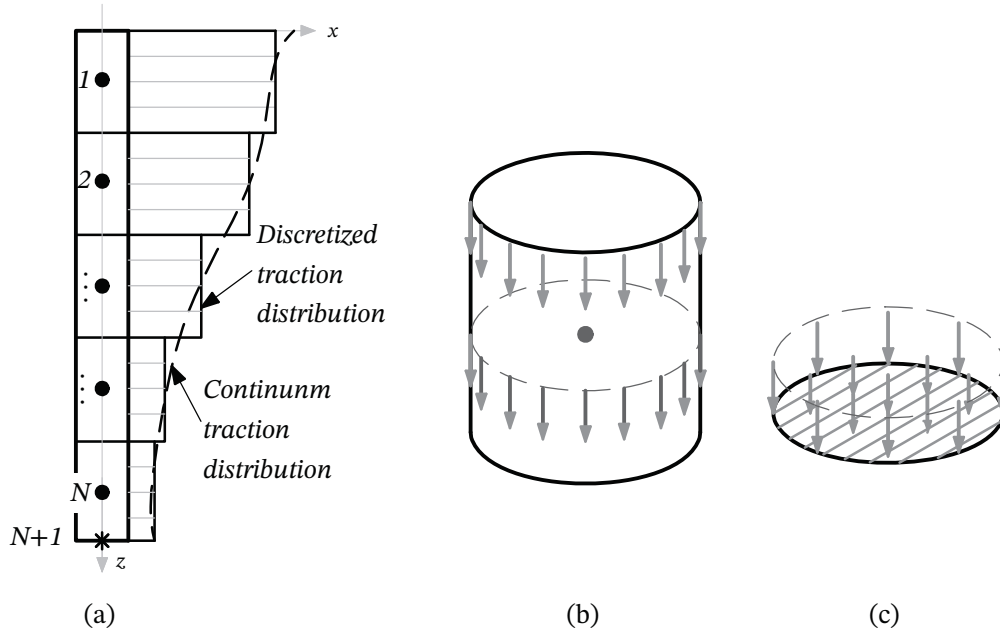 x
1
2
Discretized
traction
distribution
Continunm
traction
distribution
N
N+1
z
(a)
(b)
(c)